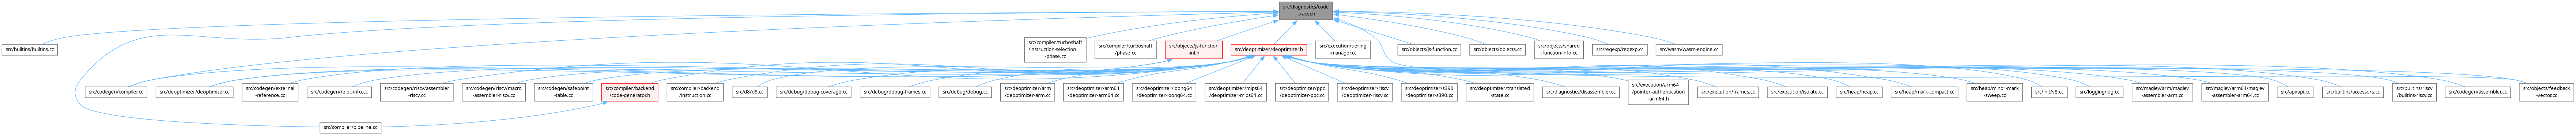 src/diagnostics/code
-tracer.h
src/builtins/builtins.cc
src/compiler/turboshaft
/instruction-selection
-phase.cc
src/compiler/turboshaft
/phase.cc
src/objects/js-function
-inl.h
src/deoptimizer/deoptimizer.h
src/execution/tiering
-manager.cc
src/objects/js-function.cc
src/objects/objects.cc
src/objects/shared
-function-info.cc
src/regexp/regexp.cc
src/wasm/wasm-engine.cc
src/codegen/compiler.cc
src/deoptimizer/deoptimizer.cc
src/codegen/external
-reference.cc
src/codegen/reloc-info.cc
src/codegen/riscv/assembler
-riscv.cc
src/codegen/riscv/macro
-assembler-riscv.cc
src/codegen/safepoint
-table.cc
src/compiler/backend
/code-generator.h
src/compiler/backend
/instruction.cc
src/d8/d8.cc
src/debug/debug-coverage.cc
src/debug/debug-frames.cc
src/debug/debug.cc
src/deoptimizer/arm
/deoptimizer-arm.cc
src/deoptimizer/arm64
/deoptimizer-arm64.cc
src/deoptimizer/loong64
/deoptimizer-loong64.cc
src/deoptimizer/mips64
/deoptimizer-mips64.cc
src/deoptimizer/ppc
/deoptimizer-ppc.cc
src/deoptimizer/riscv
/deoptimizer-riscv.cc
src/deoptimizer/s390
/deoptimizer-s390.cc
src/deoptimizer/translated
-state.cc
src/diagnostics/disassembler.cc
src/execution/arm64
/pointer-authentication
-arm64.h
src/execution/frames.cc
src/execution/isolate.cc
src/heap/heap.cc
src/heap/mark-compact.cc
src/heap/minor-mark
-sweep.cc
src/init/v8.cc
src/logging/log.cc
src/maglev/arm/maglev
-assembler-arm.cc
src/maglev/arm64/maglev
-assembler-arm64.cc
src/api/api.cc
src/builtins/accessors.cc
src/builtins/riscv
/builtins-riscv.cc
src/codegen/assembler.cc
src/objects/feedback
-vector.cc
src/compiler/pipeline.cc